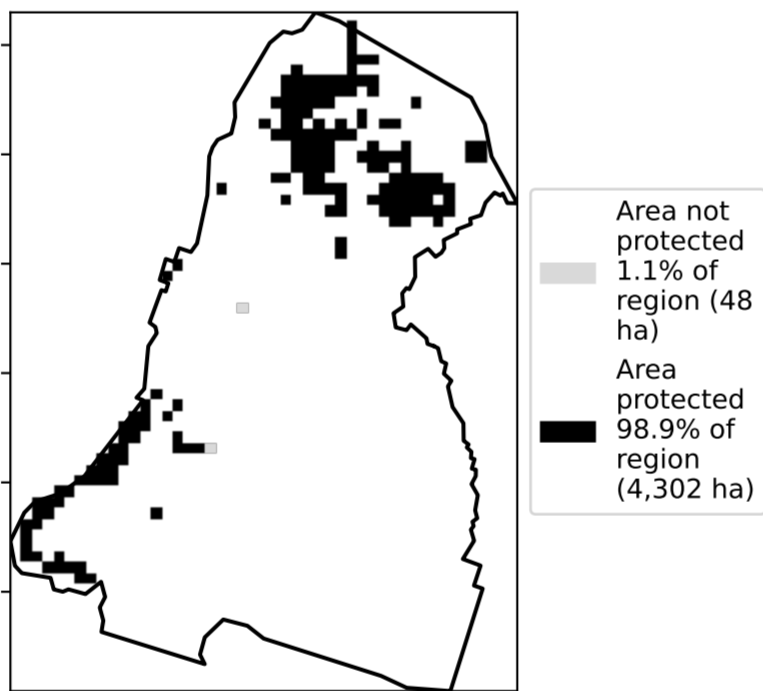 Area not
protected
1.1% of
region (48
ha)
Area
protected
98.9% of
region
(4,302 ha)